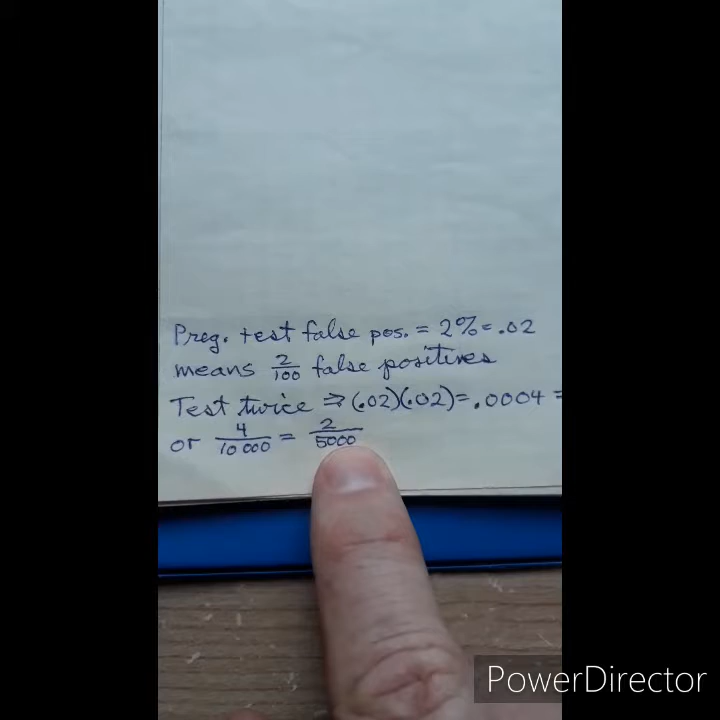 Preg. test false pos. = 2% = .02
means 2/100 false positives
Test twice ⇒ (.02)(.02) = .0004 =
or 4/10 000 = 2/5000
PowerDirector